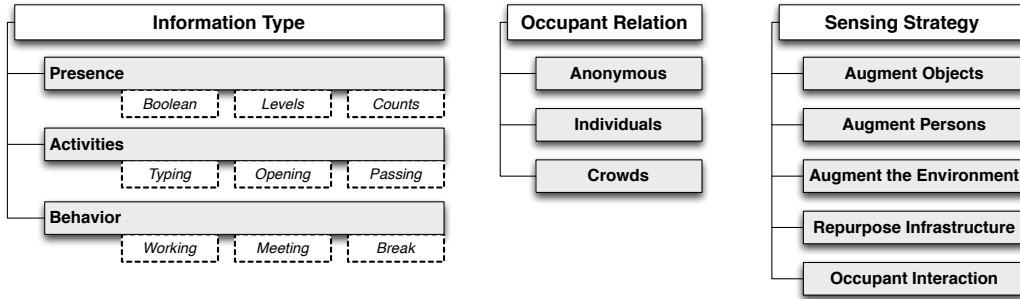 Information Type
Presence
Boolean
Levels
Counts
Activities
Typing
Opening
Passing
Behavior
Working
Meeting
Break
Occupant Relation
Anonymous
Individuals
Crowds
Sensing Strategy
Augment Objects
Augment Persons
Augment the Environment
Repurpose Infrastructure
Occupant Interaction